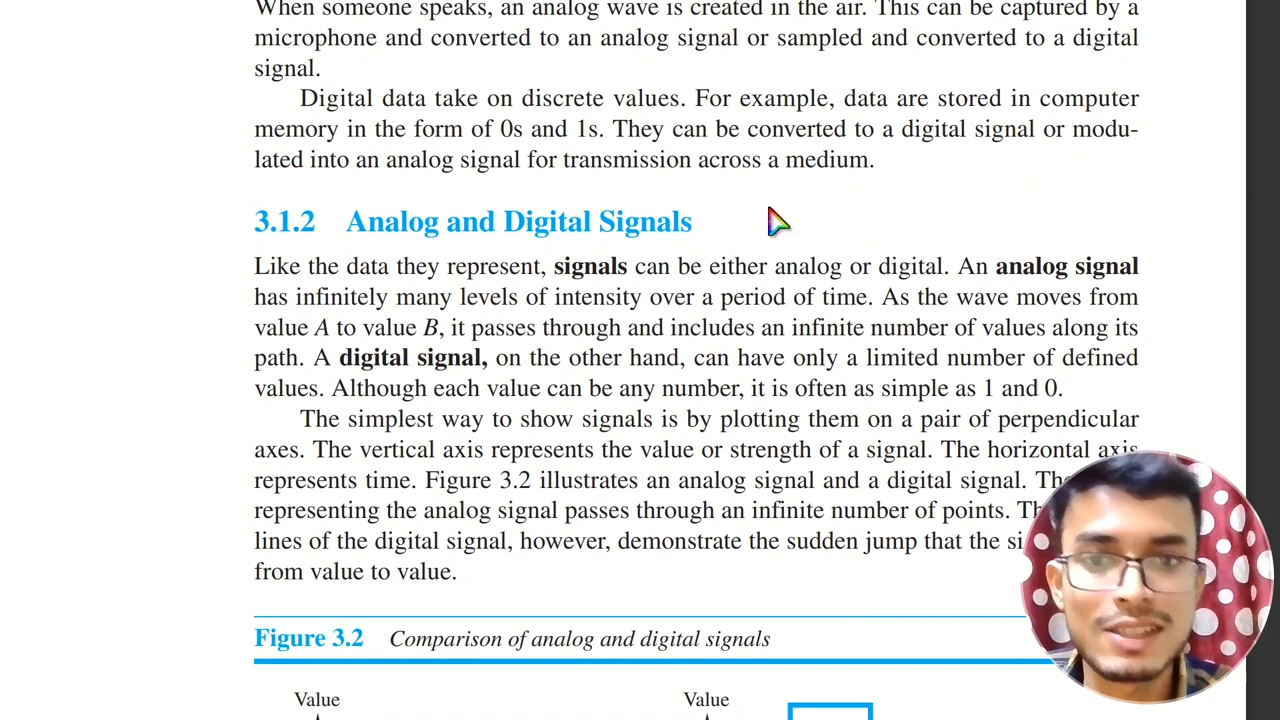 When someone speaks, an analog wave is created in the air. This can be captured by a
microphone and converted to an analog signal or sampled and converted to a digital
signal.
Digital data take on discrete values. For example, data are stored in computer
memory in the form of 0s and 1s. They can be converted to a digital signal or modu-
lated into an analog signal for transmission across a medium.
3.1.2 Analog and Digital Signals
Like the data they represent, signals can be either analog or digital. An analog signal
has infinitely many levels of intensity over a period of time. As the wave moves from
value A to value B, it passes through and includes an infinite number of values along its
path. A digital signal, on the other hand, can have only a limited number of defined
values. Although each value can be any number, it is often as simple as 1 and 0.
The simplest way to show signals is by plotting them on a pair of perpendicular
axes. The vertical axis represents the value or strength of a signal. The horizontal axis
represents time. Figure 3.2 illustrates an analog signal and a digital signal.
representing the analog signal passes through an infinite number of points.
lines of the digital signal, however, demonstrate the sudden jump that the
from value to value.
Figure 3.2 Comparison of analog and digital signals
Value Value